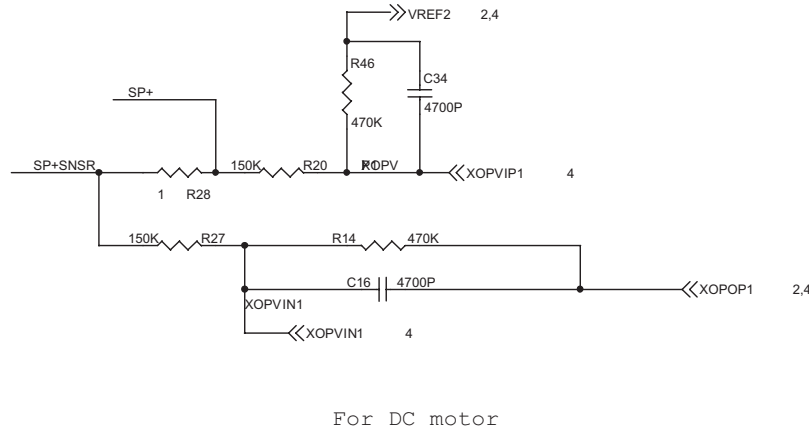 VREF2 2,4
R46
C34
SP+
4700P
470K
SP+SNSR
150K
R20
XOPVIP1 4
1
R28
150K
R27
R14
470K
C16
4700P
XOPOP1 2,4
XOPVIN1
XOPVIN1 4
For DC motor